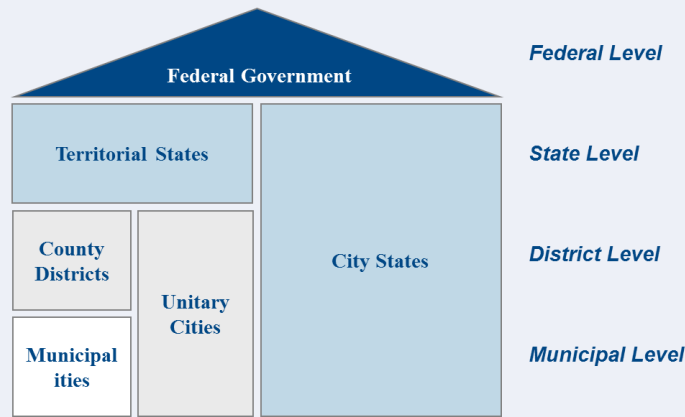 Federal Government
Federal Level
Territorial States
State Level
County
Districts
Unitary
Cities
City States
District Level
Municipal
ities
Municipal Level